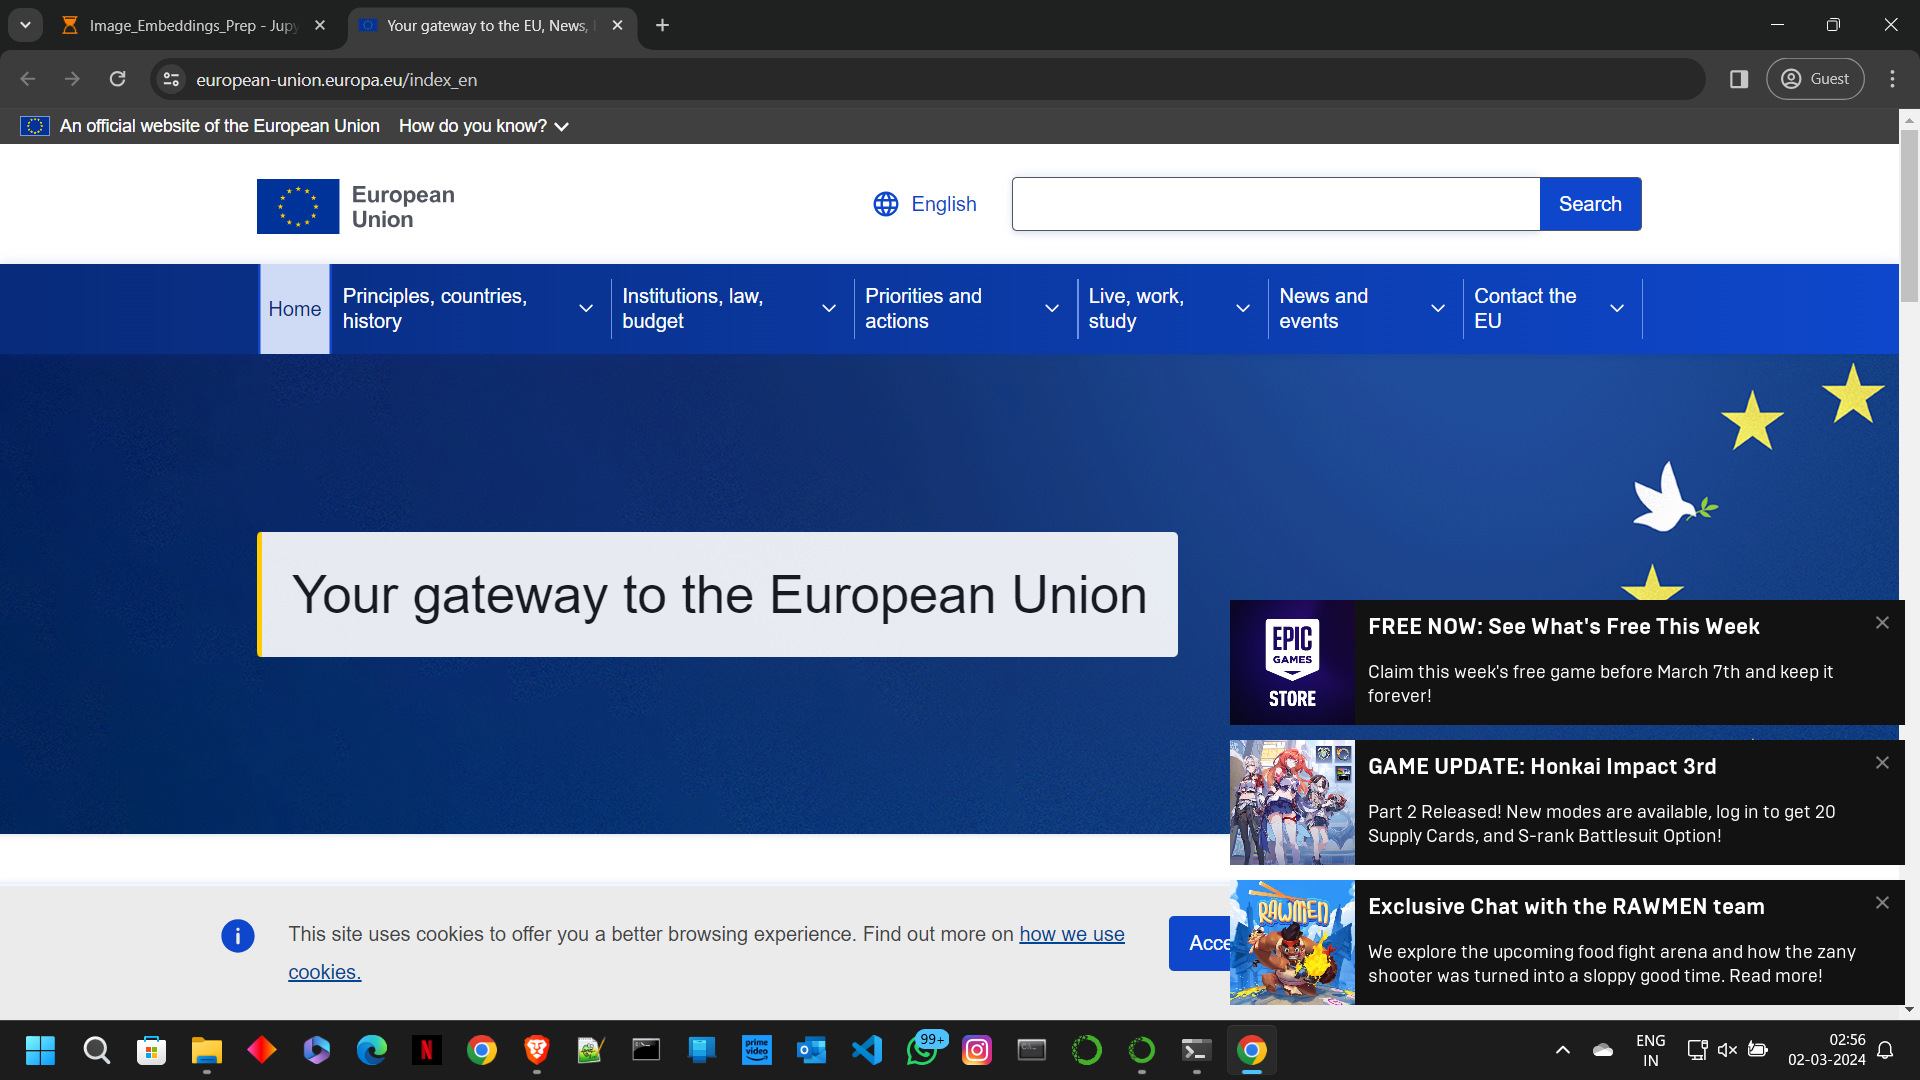 Image_Embeddings_Prep - Jupy
Your gateway to the EU, News,
european-union.europa.eu/index_en
Guest
An official website of the European Union How do you know?
European
Union
English
Search
Home
Principles, countries,
history
Institutions, law,
budget
Priorities and
actions
Live, work,
study
News and
events
Contact the
EU
Your gateway to the European Union
EPIC
GAMES
STORE
FREE NOW: See What's Free This Week
Claim this week's free game before March 7th and keep it
forever!
GAME UPDATE: Honkai Impact 3rd
Part 2 Released! New modes are available, log in to get 20
Supply Cards, and S-rank Battlesuit Option!
RAWMEN
Exclusive Chat with the RAWMEN team
We explore the upcoming food fight arena and how the zany
shooter was turned into a sloppy good time. Read more!
This site uses cookies to offer you a better browsing experience. Find out more on how we use
cookies.
Acce
N
prime
video
99+
ENG
IN
02:56
02-03-2024